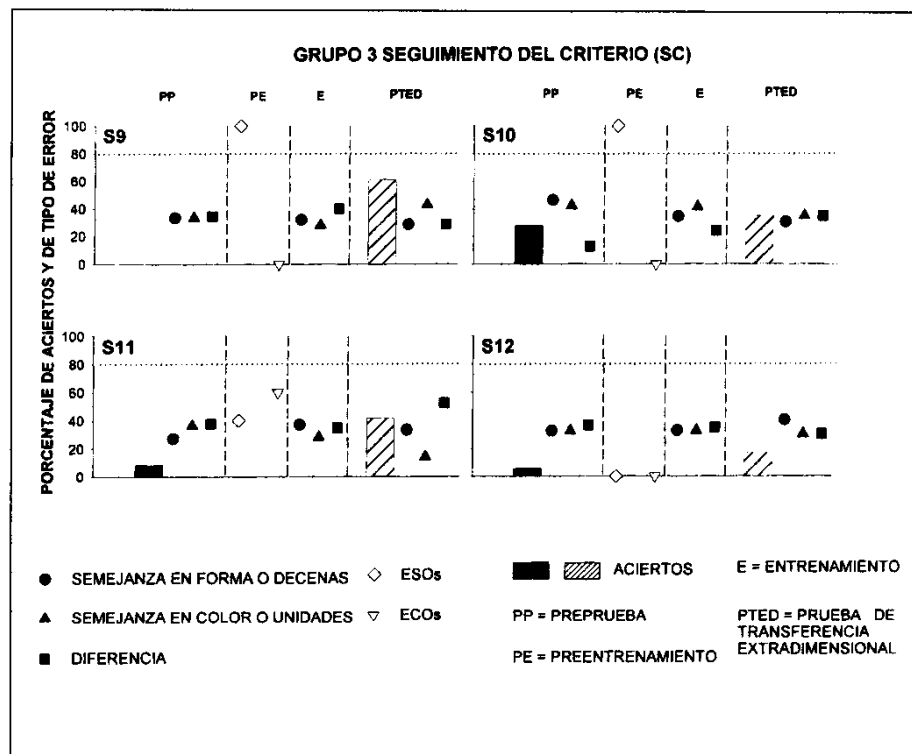 GRUPO 3 SEGUIMIENTO DEL CRITERIO (SC)
PP PE E PTED PP PE E PTED
PORCENTAJE DE ACIERTOS Y DE TIPO DE ERROR
100 S9 S10
80
60
40
20
0
100 S11 S12
80
60
40
20
0
SEMEJANZA EN FORMA O DECENAS
SEMEJANZA EN COLOR O UNIDADES
DIFERENCIA
ESOs
ECOs
ACIERTOS
PP = PREPRUEBA
PE = PREENTRENAMIENTO
E = ENTRENAMIENTO
PTED = PRUEBA DE
TRANSFERENCIA
EXTRADIMENSIONAL